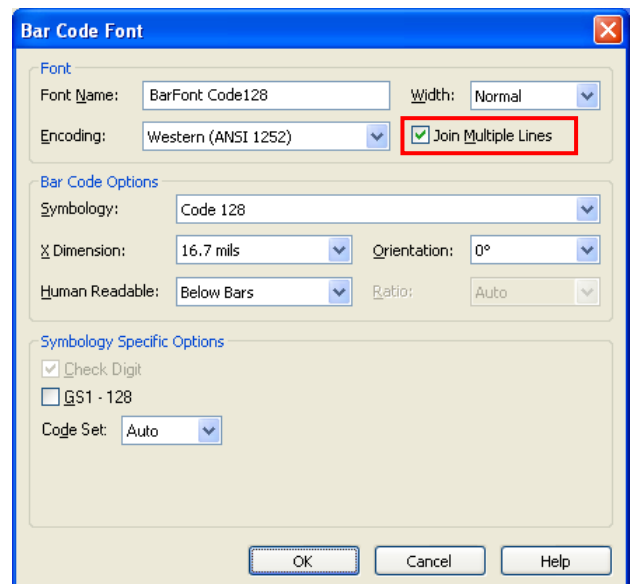 Bar Code Font
Font
Font Name: BarFont Code128 Width: Normal
Encoding: Western (ANSI 1252) Join Multiple Lines
Bar Code Options
Symbology: Code 128
X Dimension: 16.7 mils Orientation: 0°
Human Readable: Below Bars Ratio: Auto
Symbology Specific Options
Check Digit
GS1 - 128
Code Set: Auto
OK Cancel Help